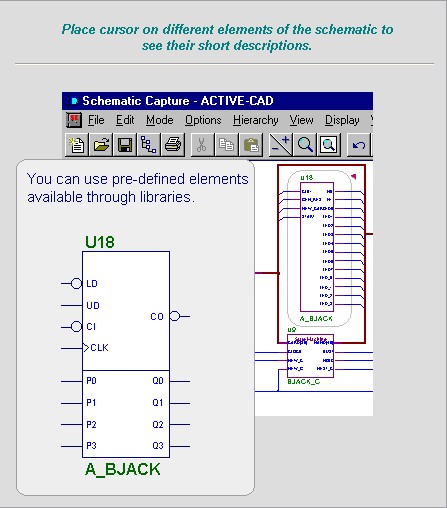 Place cursor on different elements of the schematic to
see their short descriptions.
Schematic Capture - ACTIVE-CAD
File Edit Mode Options Hierarchy View Display
You can use pre-defined elements
available through libraries.
U18
LD
UD
CI
CLK
CO
P0 Q0
P1 Q1
P2 Q2
P3 Q3
A_BJACK
U18
A_BJACK
U9
BJACK_C